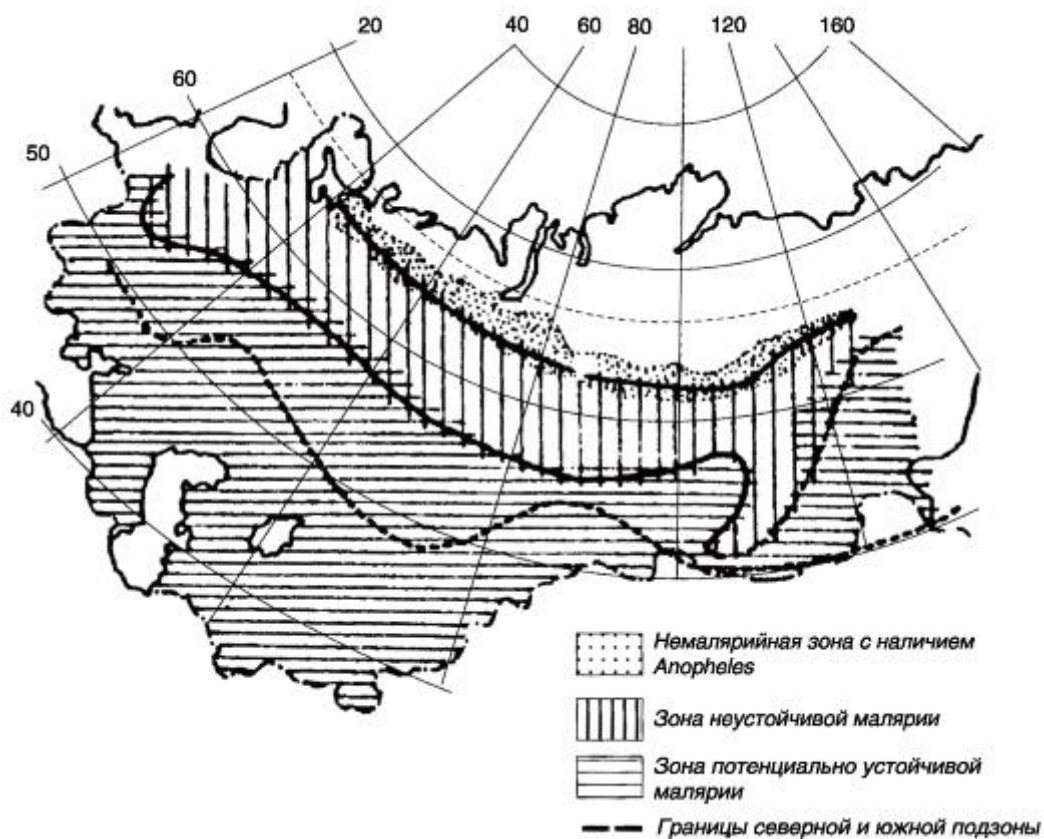 20
40
60
80
120
160
60
50
40
Немалярийная зона с наличием
Anopheles
Зона неустойчивой малярии
Зона потенциально устойчивой
малярии
Границы северной и южной подзоны